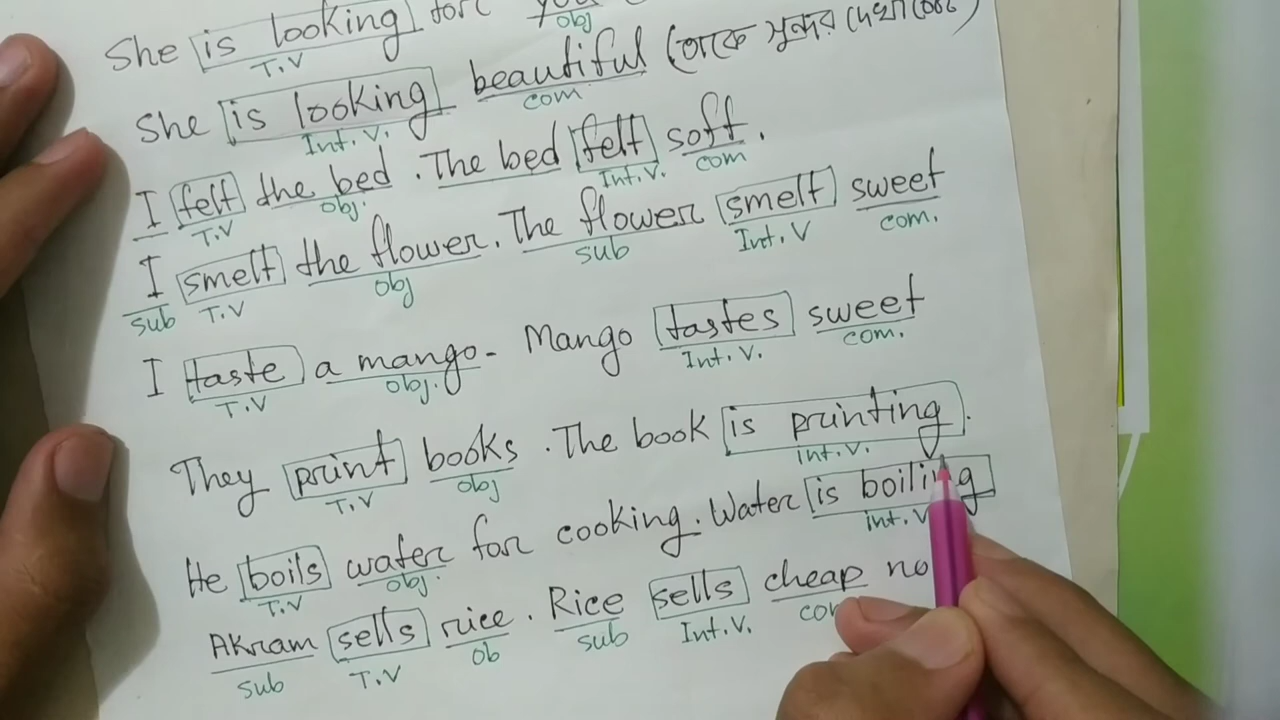 She is looking for you
T.V obj
She is looking beautiful (তাকে সুন্দর দেখাচ্ছে)
Int. V. com
I felt the bed. The bed felt soft.
T.V obj. Int.V. com
I smelt the flower. The flower smelt sweet
sub T.V obj sub Int.V com.
I taste a mango. Mango tastes sweet
T.V obj. Int.V. com.
They print books. The book is printing.
T.V obj int.V.
He boils water for cooking. Water is boiling
T.V obj. int.V
Akram sells rice. Rice sells cheap
sub T.V ob sub Int.V.